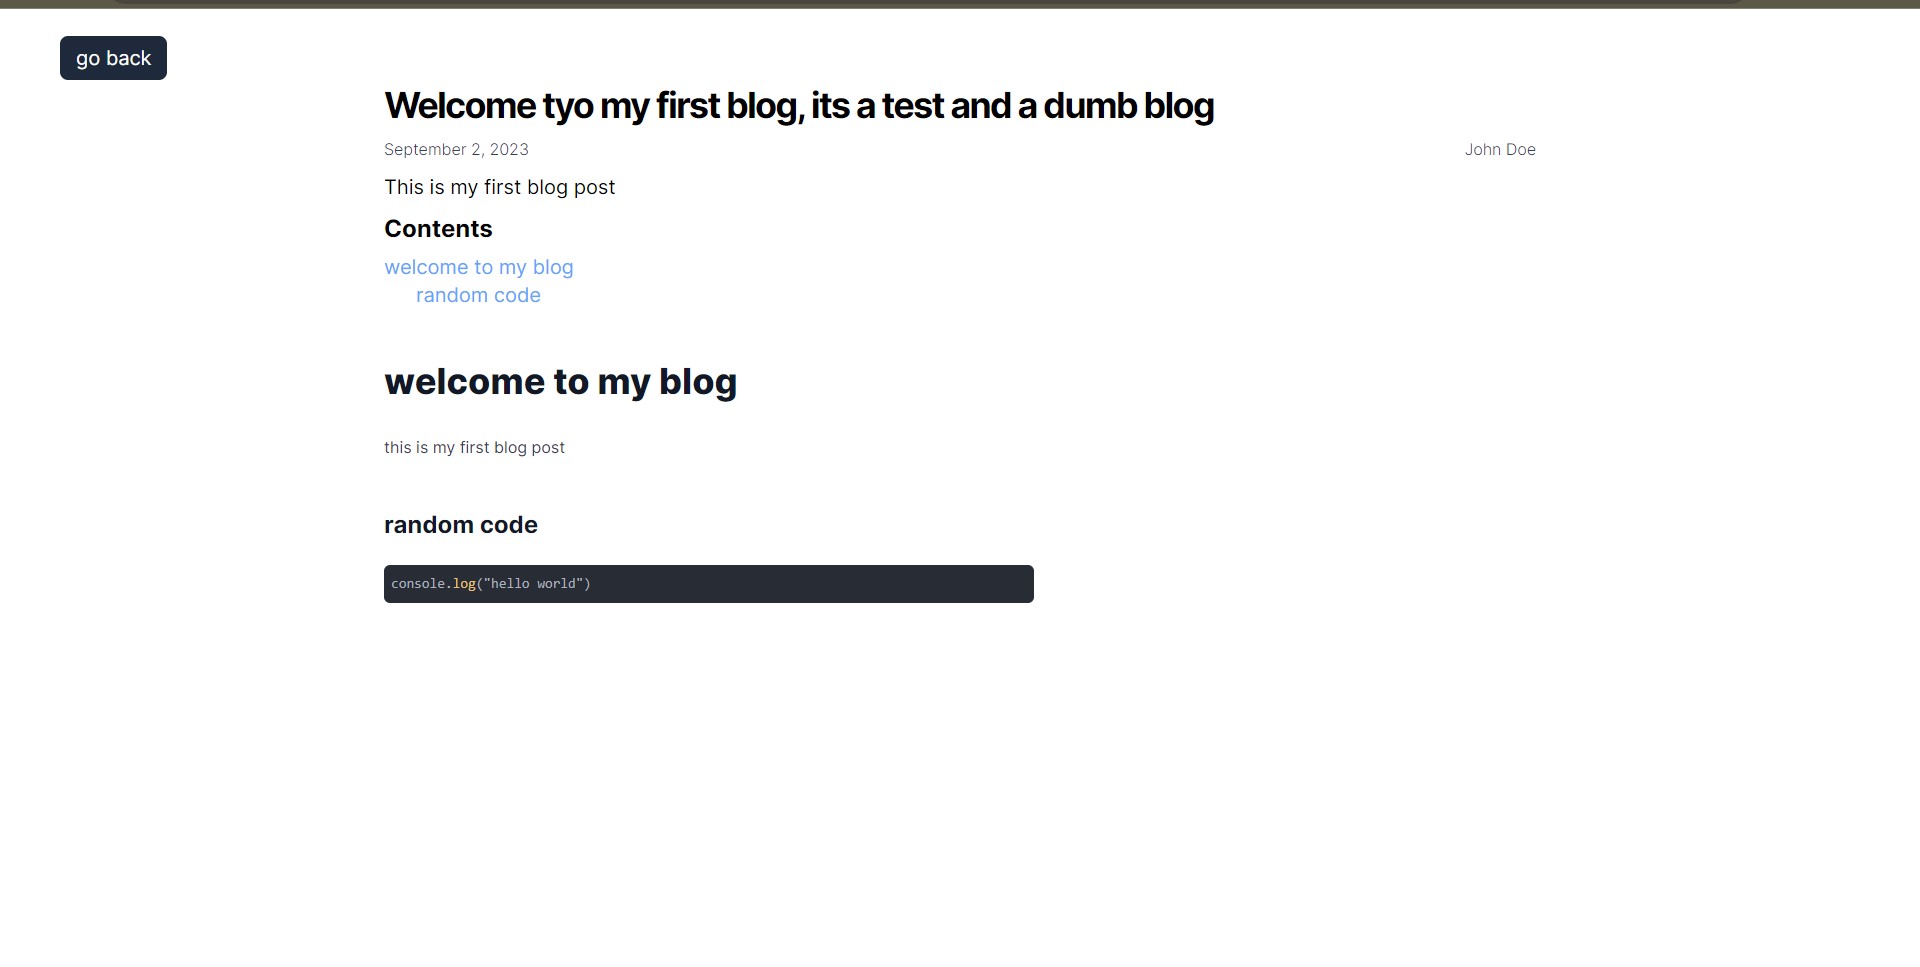 go back
Welcome tyo my first blog, its a test and a dumb blog
September 2, 2023 John Doe
This is my first blog post
Contents
welcome to my blog
random code
welcome to my blog
this is my first blog post
random code
console.log("hello world")